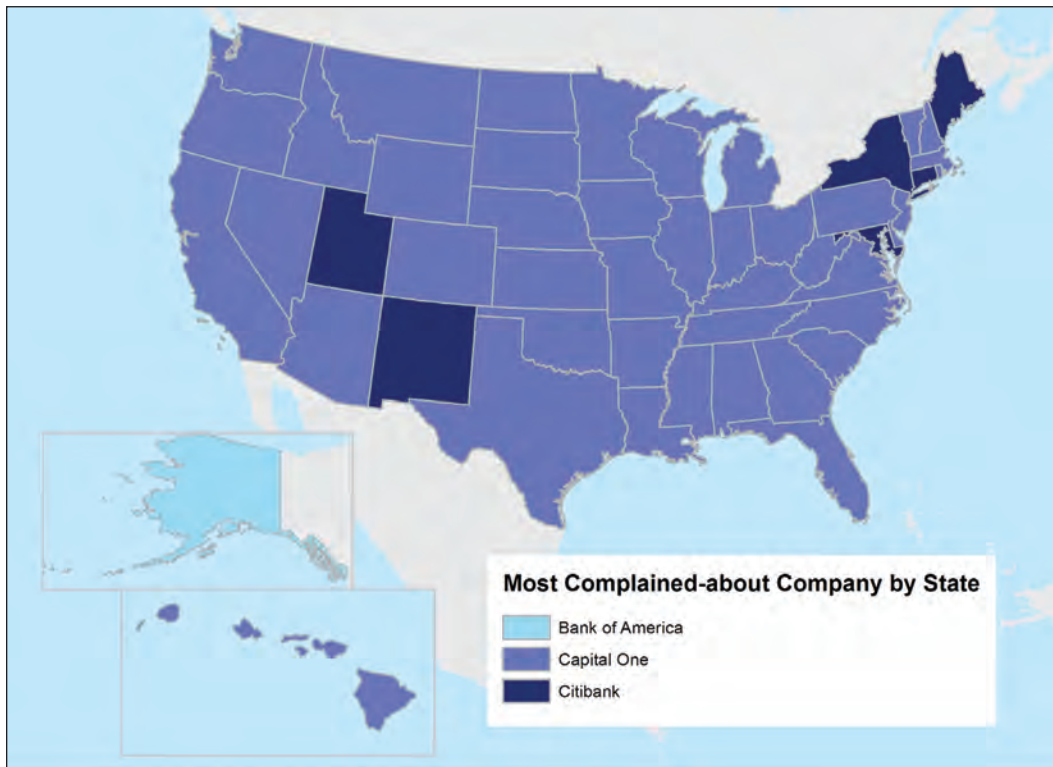 Most Complained-about Company by State
Bank of America
Capital One
Citibank